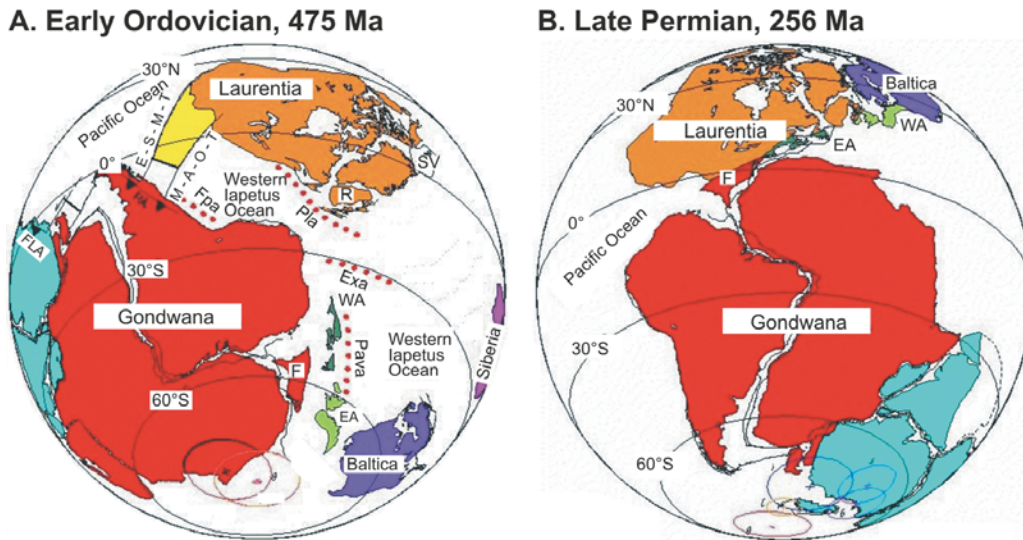 A. Early Ordovician, 475 Ma
30°N
Laurentia
Pacific Ocean
E - S - M - T
SV
0°
M - A - O -
PA
Fpa
Western
Iapetus
Ocean
R
Pla
FLA
30°S
Exa
Gondwana
WA
Western
Iapetus
Ocean
Siberia
Pava
F
60°S
EA
Baltica
B. Late Permian, 256 Ma
Baltica
30°N
WA
Laurentia
EA
F
0°
Pacific Ocean
Gondwana
30°S
60°S